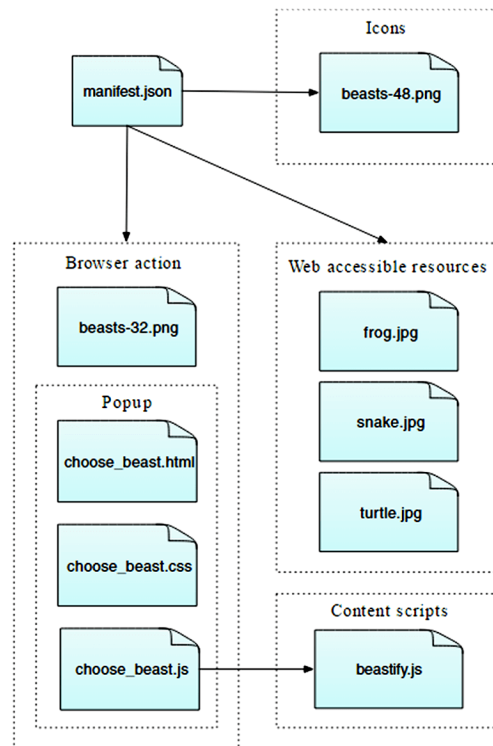 Icons
manifest.json
beasts-48.png
Browser action
beasts-32.png
Popup
choose_beast.html
choose_beast.css
choose_beast.js
Web accessible resources
frog.jpg
snake.jpg
turtle.jpg
Content scripts
beastify.js